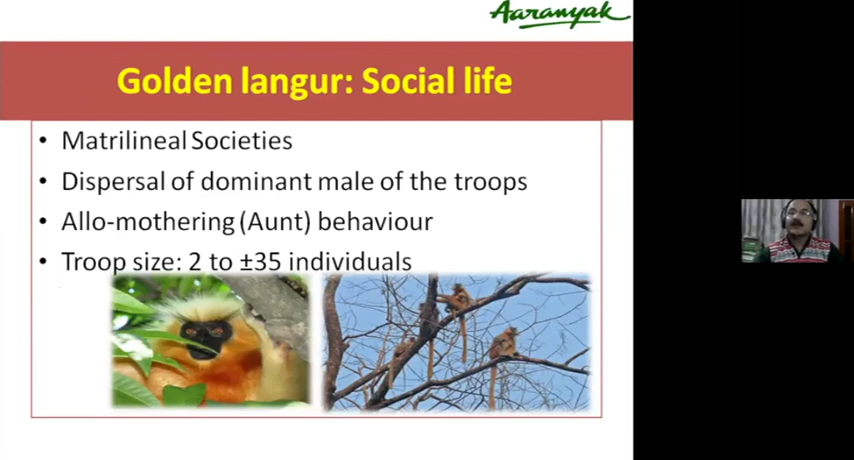 Aaranyak
Golden langur: Social life
• Matrilineal Societies
• Dispersal of dominant male of the troops
• Allo-mothering (Aunt) behaviour
• Troop size: 2 to ±35 individuals